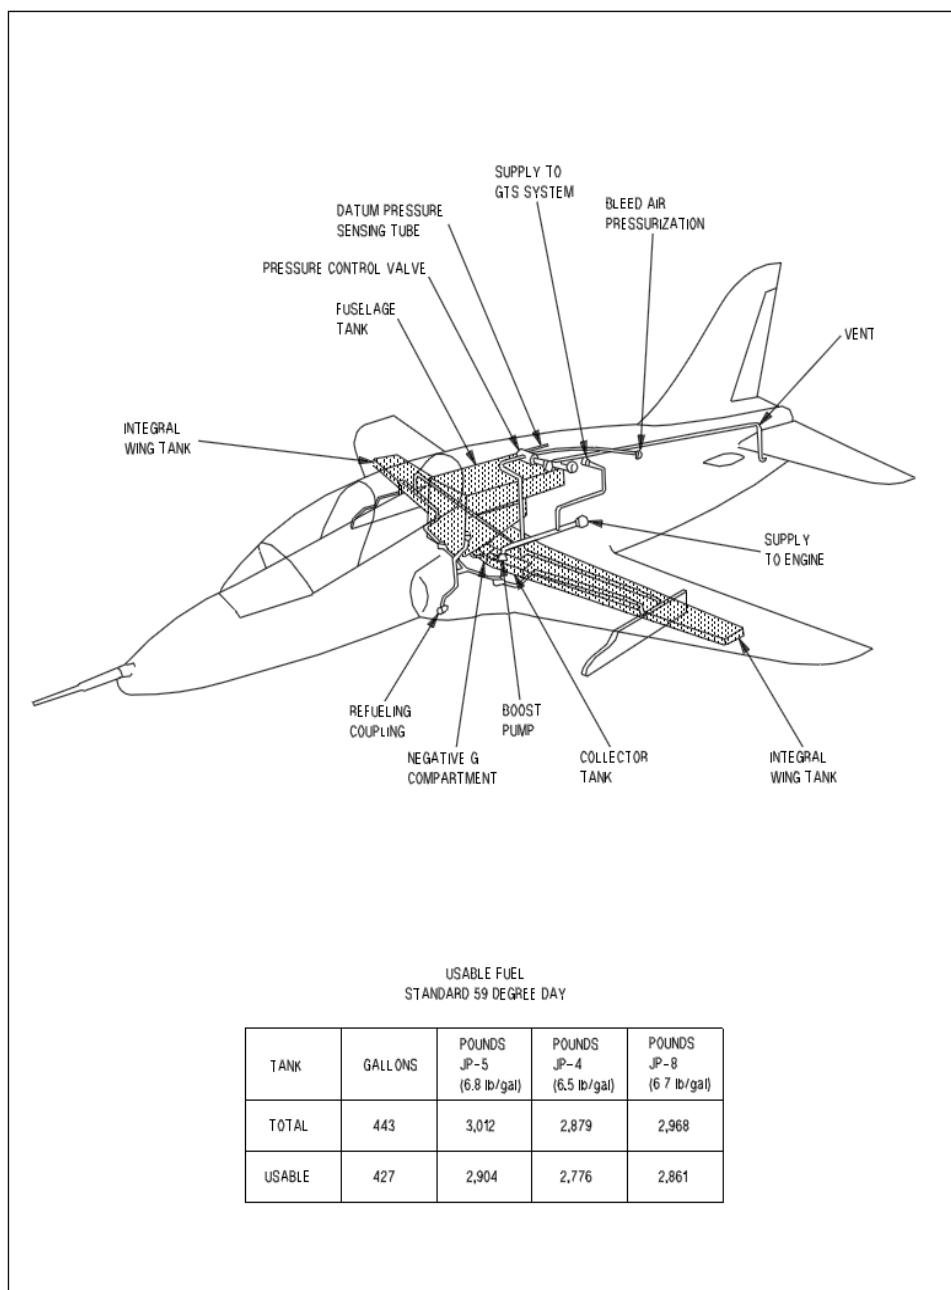 SUPPLY TO
GTS SYSTEM
BLEED AIR
PRESSURIZATION
DATUM PRESSURE
SENSING TUBE
PRESSURE CONTROL VALVE
FUSELAGE
TANK
VENT
INTEGRAL
WING TANK
SUPPLY
TO ENGINE
REFUELING
COUPLING
BOOST
PUMP
NEGATIVE G
COMPARTMENT
COLLECTOR
TANK
INTEGRAL
WING TANK
USABLE FUEL
STANDARD 59 DEGREE DAY
TANK GALLONS POUNDS JP-5 (6.8 lb/gal) POUNDS JP-4 (6.5 lb/gal) POUNDS JP-8 (6 7 lb/gal)
TOTAL 443 3,012 2,879 2,968
USABLE 427 2,904 2,776 2,861